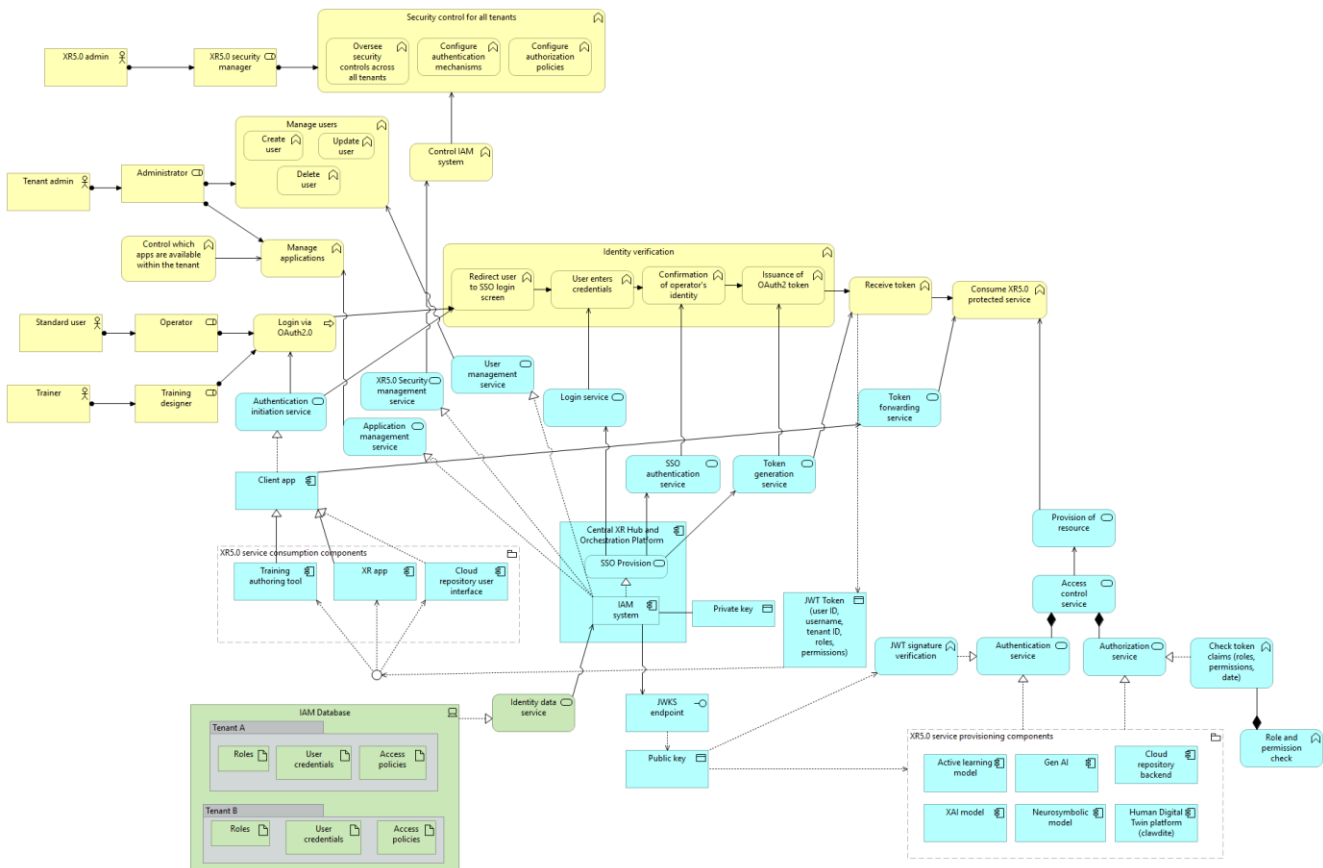 Security control for all tenants
Oversee
security
controls across
all tenants
Configure
authentication
mechanisms
Configure
authorization
policies
XR5.0 admin
XR5.0 security
manager
Manage users
Create
user
Update
user
Delete
user
Control IAM
system
Tenant admin
Administrator
Control which
apps are available
within the tenant
Manage
applications
Identity verification
Redirect user
to SSO login
screen
User enters
credentials
Confirmation
of operator's
identity
Issuance of
OAuth2 token
Receive token
Consume XR5.0
protected service
Standard user
Operator
Login via
OAuth2.0
Trainer
Training
designer
Authentication
initiation service
XR5.0 Security
management
service
User
management
service
Application
management
service
Login service
Token
forwarding
service
SSO
authentication
service
Token
generation
service
Client app
Central XR Hub and
Orchestration Platform
SSO Provision
IAM
system
Private key
Provision of
resource
Access
control
service
XR5.0 service consumption components
Training
authoring tool
XR app
Cloud
repository user
interface
JWT Token
(user ID,
username,
tenant ID,
roles,
permissions)
JWT signature
verification
Authentication
service
Authorization
service
Check token
claims (roles,
permissions,
date)
Identity data
service
JWKS
endpoint
Public key
IAM Database
Tenant A
Roles
User
credentials
Access
policies
Tenant B
Roles
User
credentials
Access
policies
XR5.0 service provisioning components
Active learning
model
Gen AI
Cloud
repository
backend
XAI model
Neurosymbolic
model
Human Digital
Twin platform
(clawdite)
Role and
permission
check